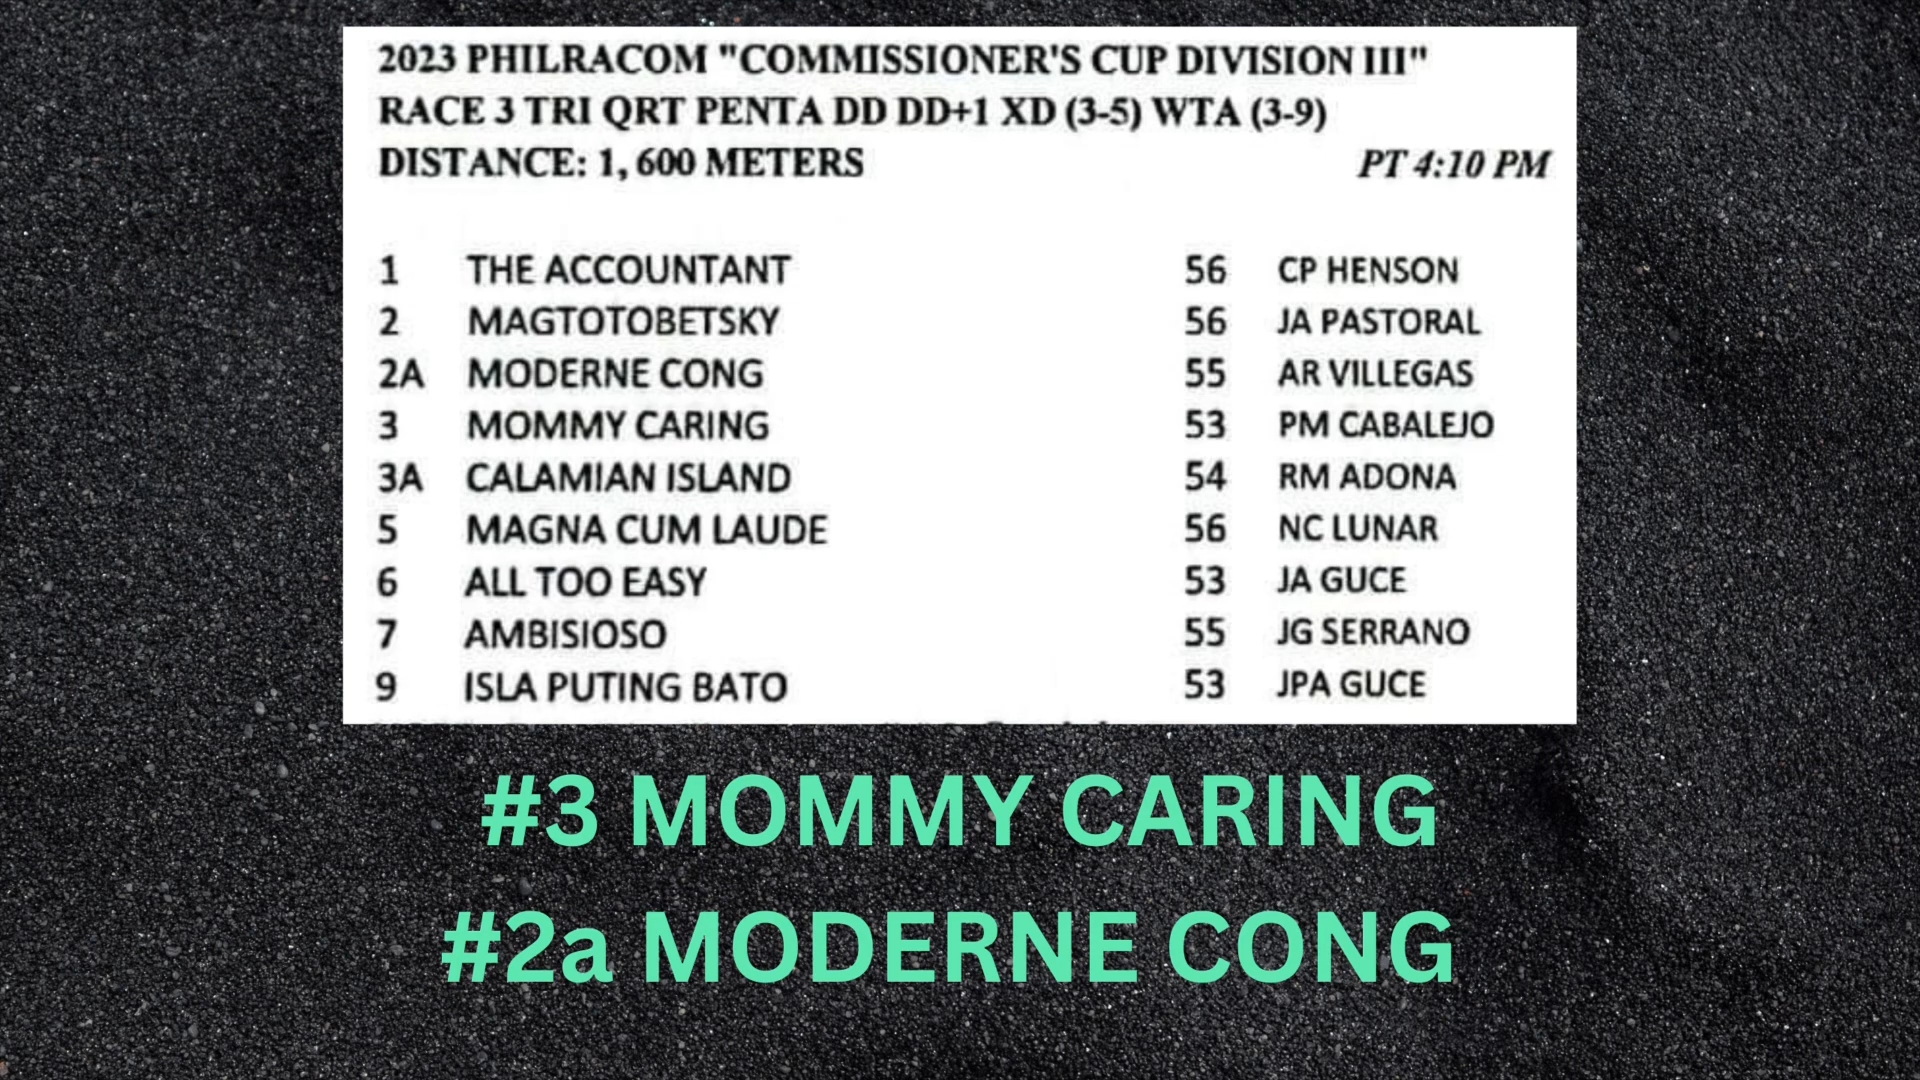 2023 PHILRACOM "COMMISSIONER'S CUP DIVISION III"
RACE 3 TRI QRT PENTA DD DD+1 XD (3-5) WTA (3-9)
DISTANCE: 1, 600 METERS PT 4:10 PM
1 THE ACCOUNTANT 56 CP HENSON
2 MAGTOTOBETSKY 56 JA PASTORAL
2A MODERNE CONG 55 AR VILLEGAS
3 MOMMY CARING 53 PM CABALEJO
3A CALAMIAN ISLAND 54 RM ADONA
5 MAGNA CUM LAUDE 56 NC LUNAR
6 ALL TOO EASY 53 JA GUCE
7 AMBISIOSO 55 JG SERRANO
9 ISLA PUTING BATO 53 JPA GUCE
#3 MOMMY CARING
#2a MODERNE CONG